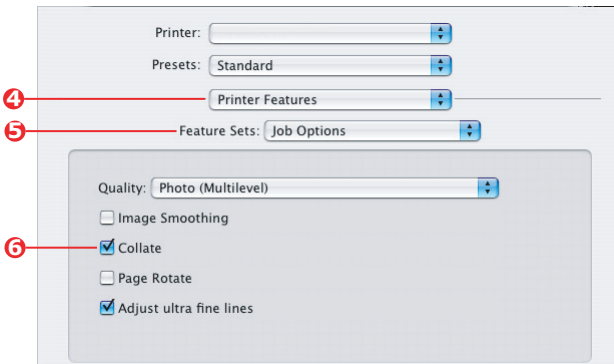 Printer:
Presets: Standard
4 Printer Features
5 Feature Sets: Job Options
Quality: Photo (Multilevel)
Image Smoothing
6 Collate
Page Rotate
Adjust ultra fine lines